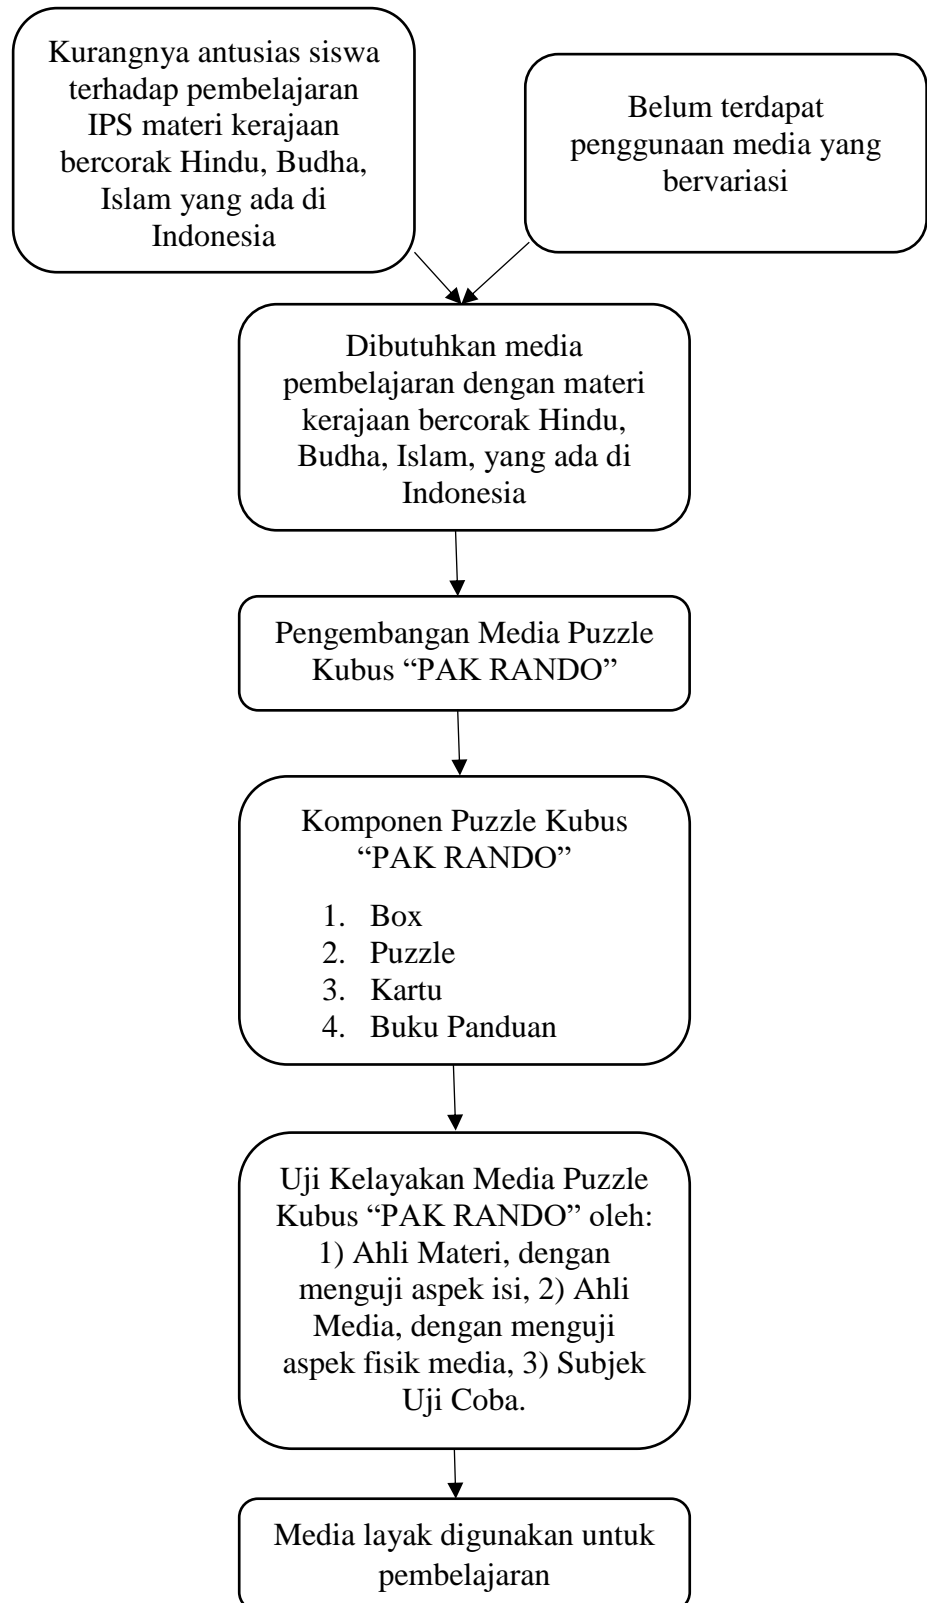 Kurangnya antusias siswa
terhadap pembelajaran
IPS materi kerajaan
bercorak Hindu, Budha,
Islam yang ada di
Indonesia
Belum terdapat
penggunaan media yang
bervariasi
Dibutuhkan media
pembelajaran dengan materi
kerajaan bercorak Hindu,
Budha, Islam, yang ada di
Indonesia
Pengembangan Media Puzzle
Kubus “PAK RANDO”
Komponen Puzzle Kubus
“PAK RANDO”
1. Box
2. Puzzle
3. Kartu
4. Buku Panduan
Uji Kelayakan Media Puzzle
Kubus “PAK RANDO” oleh:
1) Ahli Materi, dengan
menguji aspek isi, 2) Ahli
Media, dengan menguji
aspek fisik media, 3) Subjek
Uji Coba.
Media layak digunakan untuk
pembelajaran